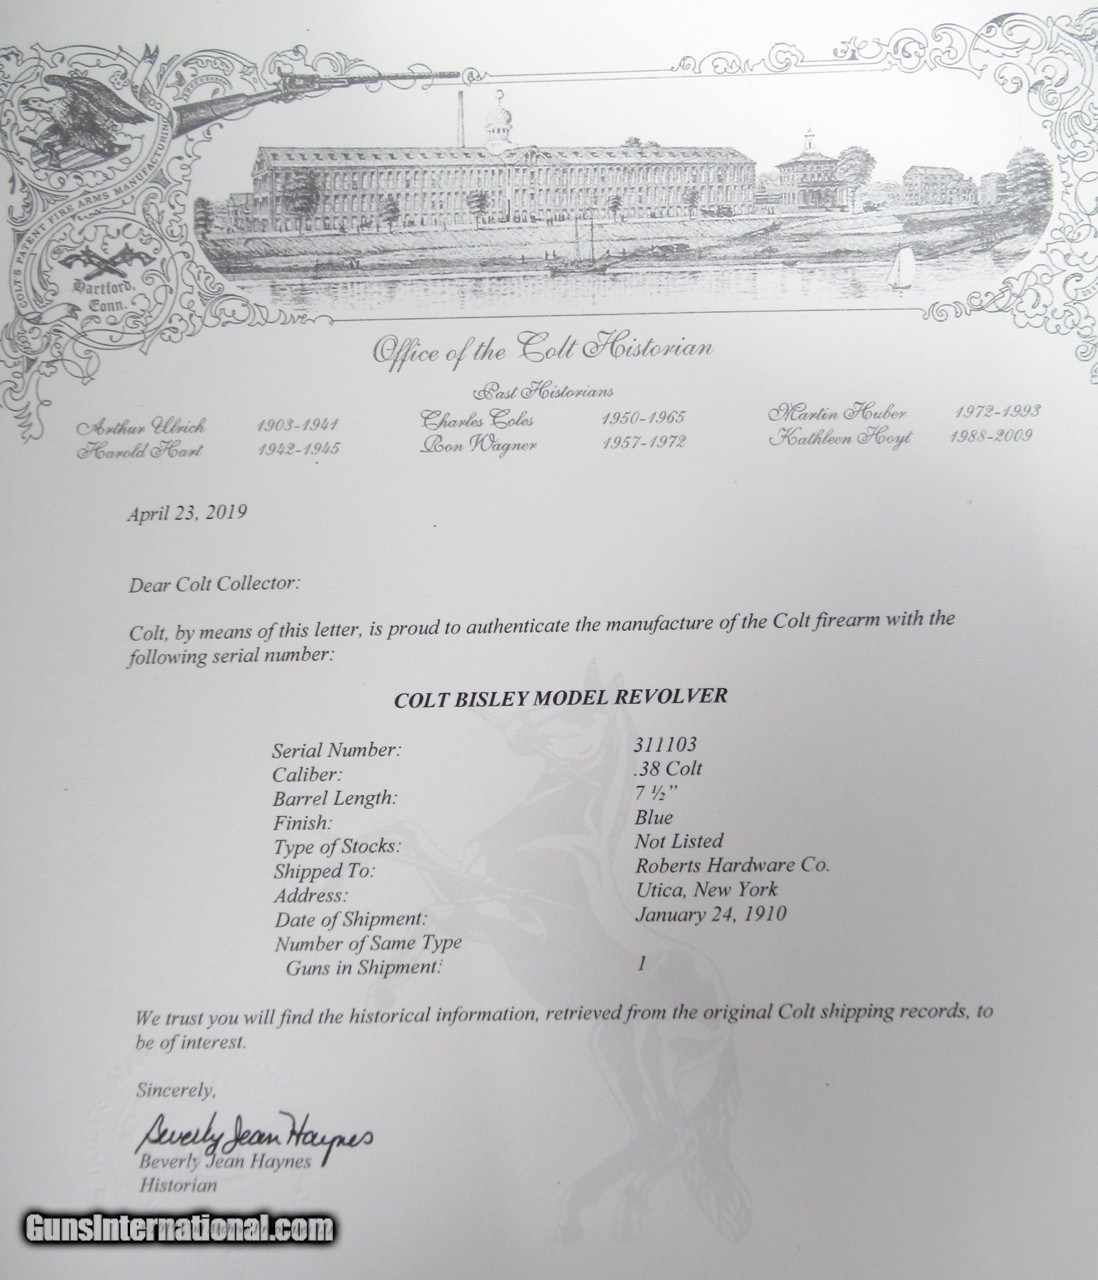 COLT'S PATENT FIRE ARMS MANUFACTURING
Hartford,
Conn.
Office of the Colt Historian
Past Historians
Arthur Ulrich 1903-1941 Charles Coles 1950-1965 Martin Huber 1972-1993
Harold Hart 1942-1945 Ron Wagner 1957-1972 Kathleen Hoyt 1988-2009
April 23, 2019
Dear Colt Collector:
Colt, by means of this letter, is proud to authenticate the manufacture of the Colt firearm with the
following serial number:
COLT BISLEY MODEL REVOLVER
Serial Number: 311103
Caliber: .38 Colt
Barrel Length: 7 ½"
Finish: Blue
Type of Stocks: Not Listed
Shipped To: Roberts Hardware Co.
Address: Utica, New York
Date of Shipment: January 24, 1910
Number of Same Type
Guns in Shipment: 1
We trust you will find the historical information, retrieved from the original Colt shipping records, to
be of interest.
Sincerely,
Beverly Jean Haynes
Beverly Jean Haynes
Historian
GunsInternational.com